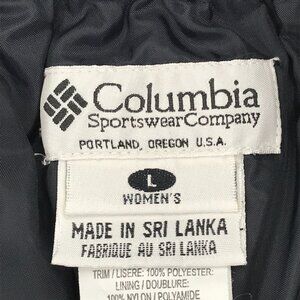 Columbia
SportswearCompany
PORTLAND, OREGON U.S.A.
L
WOMEN'S
MADE IN SRI LANKA
FABRIQUE AU SRI LANKA
TRIM / LISERE: 100% POLYESTER
LINING / DOUBLURE:
100% NYLON / POLYAMIDE